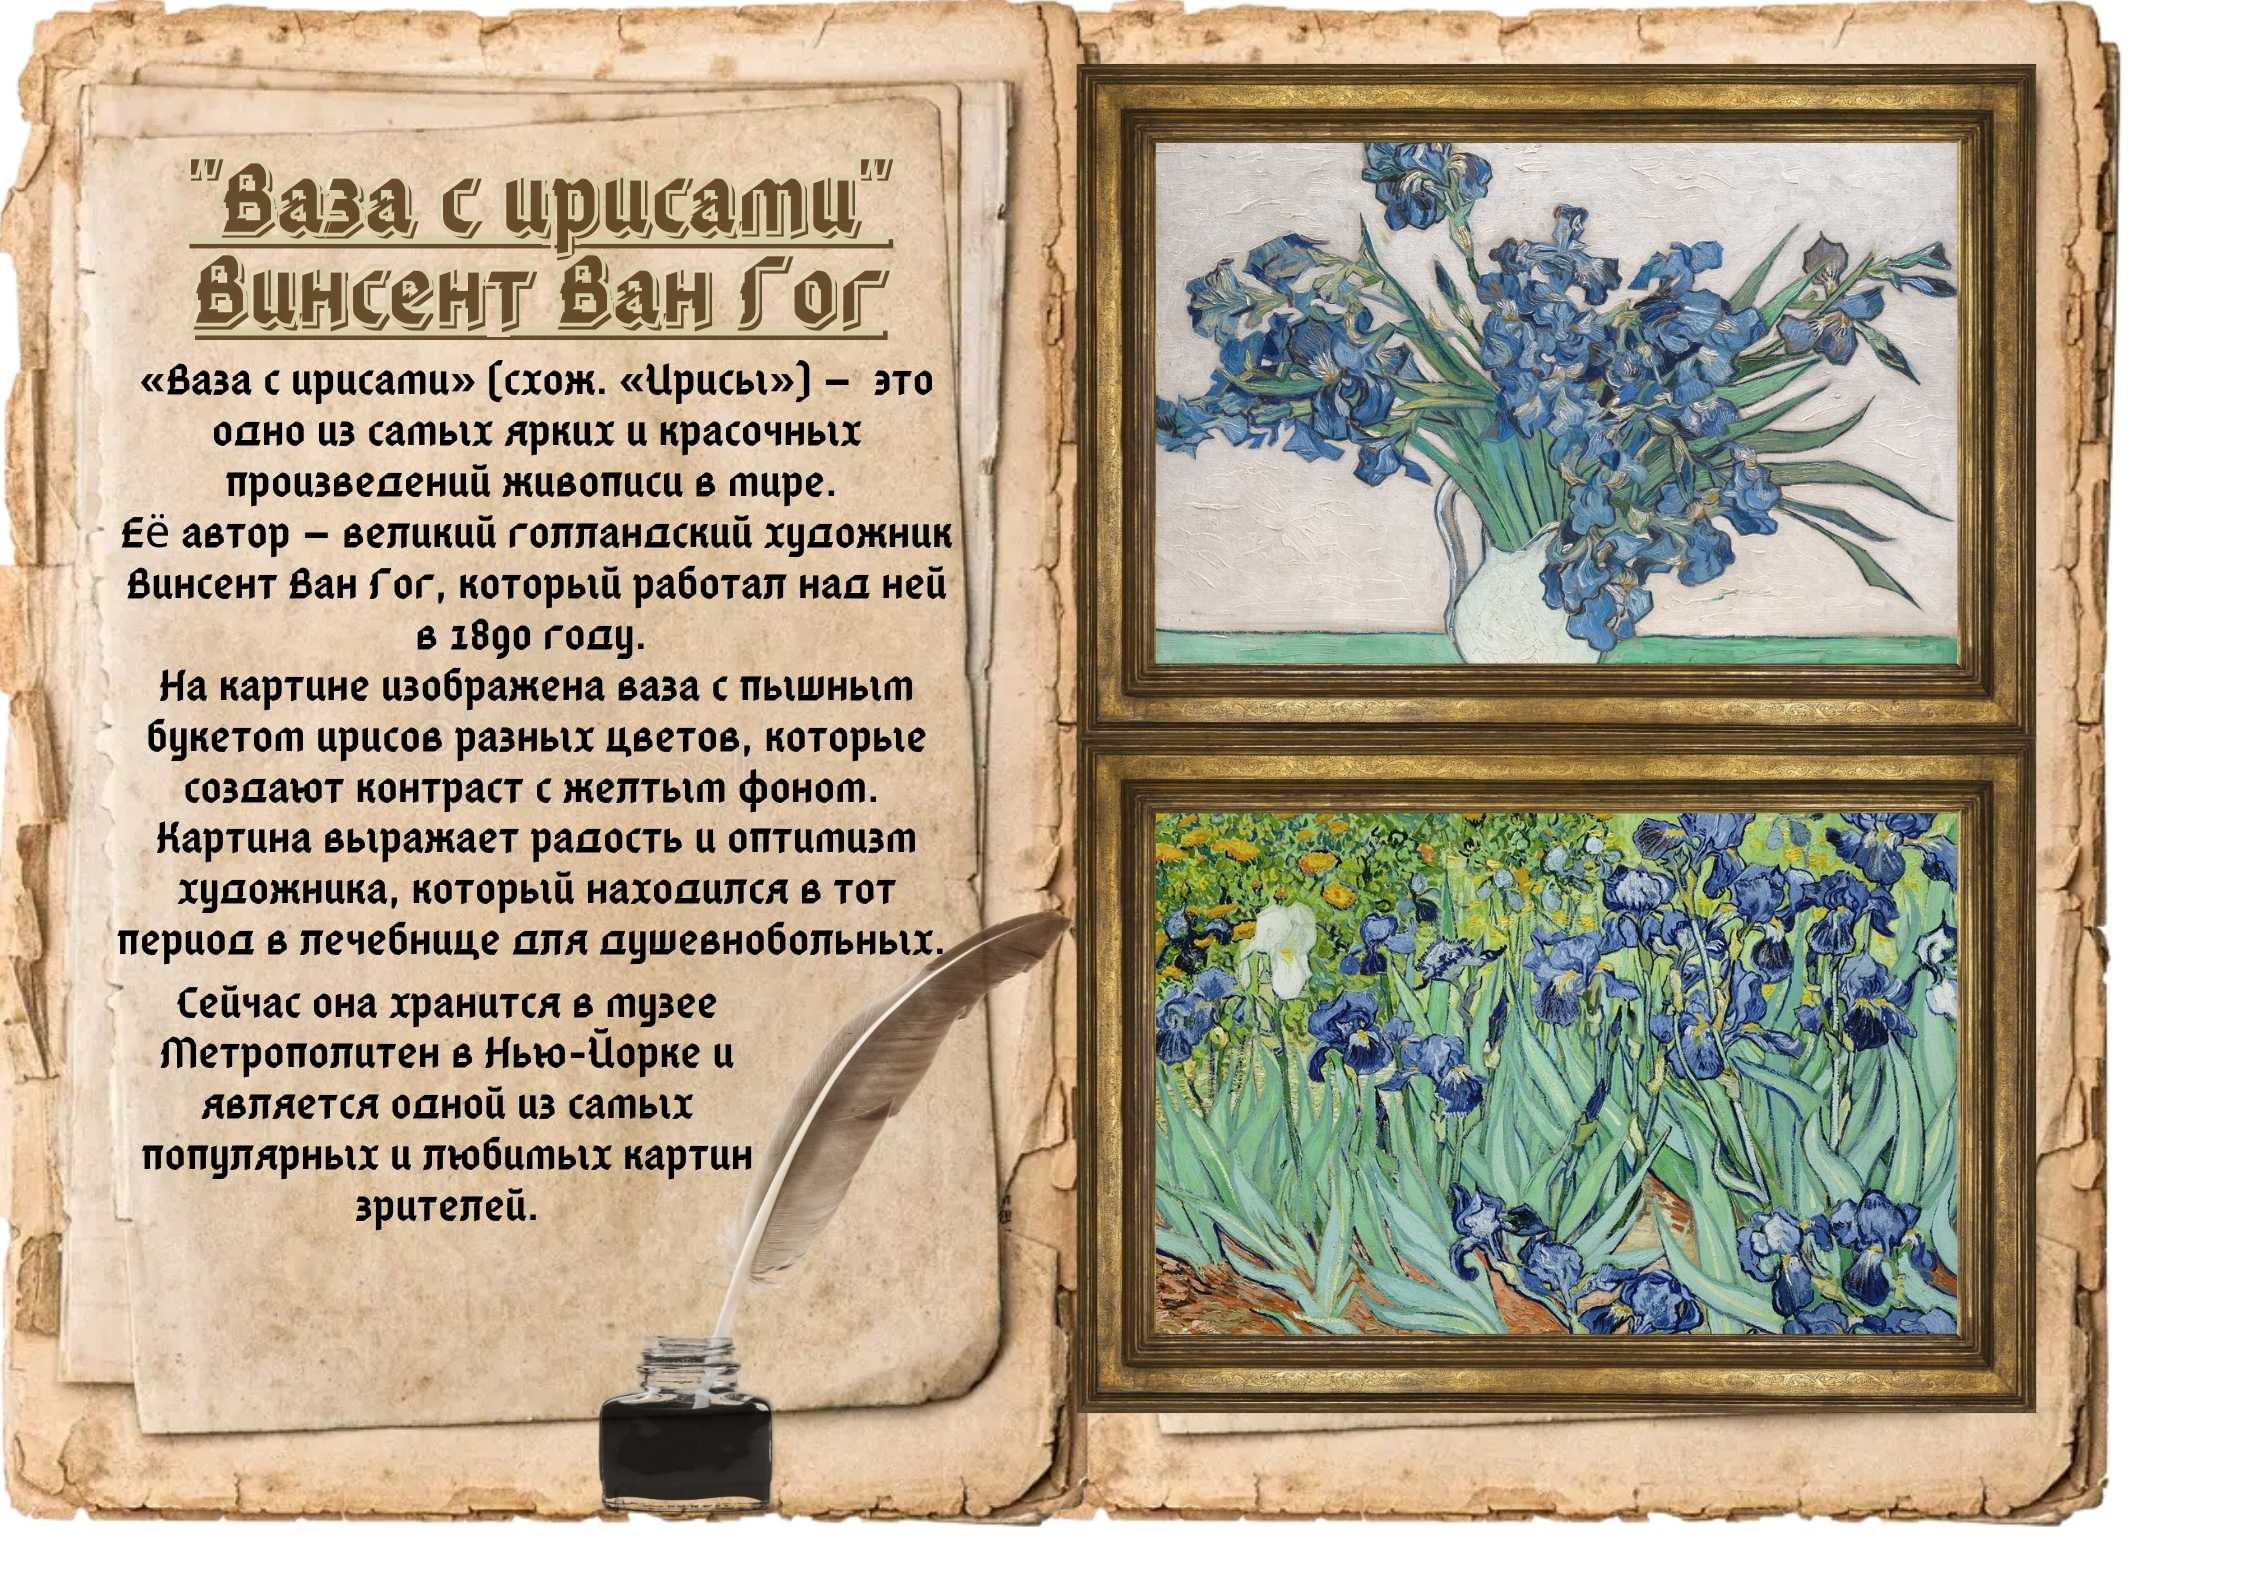 "Ваза с ирисами"
Винсент Ван Гог
«Ваза с ирисами» (схож. «Ирисы») – это
одно из самых ярких и красочных
произведений живописи в мире.
Её автор – великий голландский художник
Винсент Ван Гог, который работал над ней
в 1890 году.
На картине изображена ваза с пышным
букетом ирисов разных цветов, которые
создают контраст с желтым фоном.
Картина выражает радость и оптимизм
художника, который находился в тот
период в лечебнице для душевнобольных.
Сейчас она хранится в музее
Метрополитен в Нью-Йорке и
является одной из самых
популярных и любимых картин
зрителей.